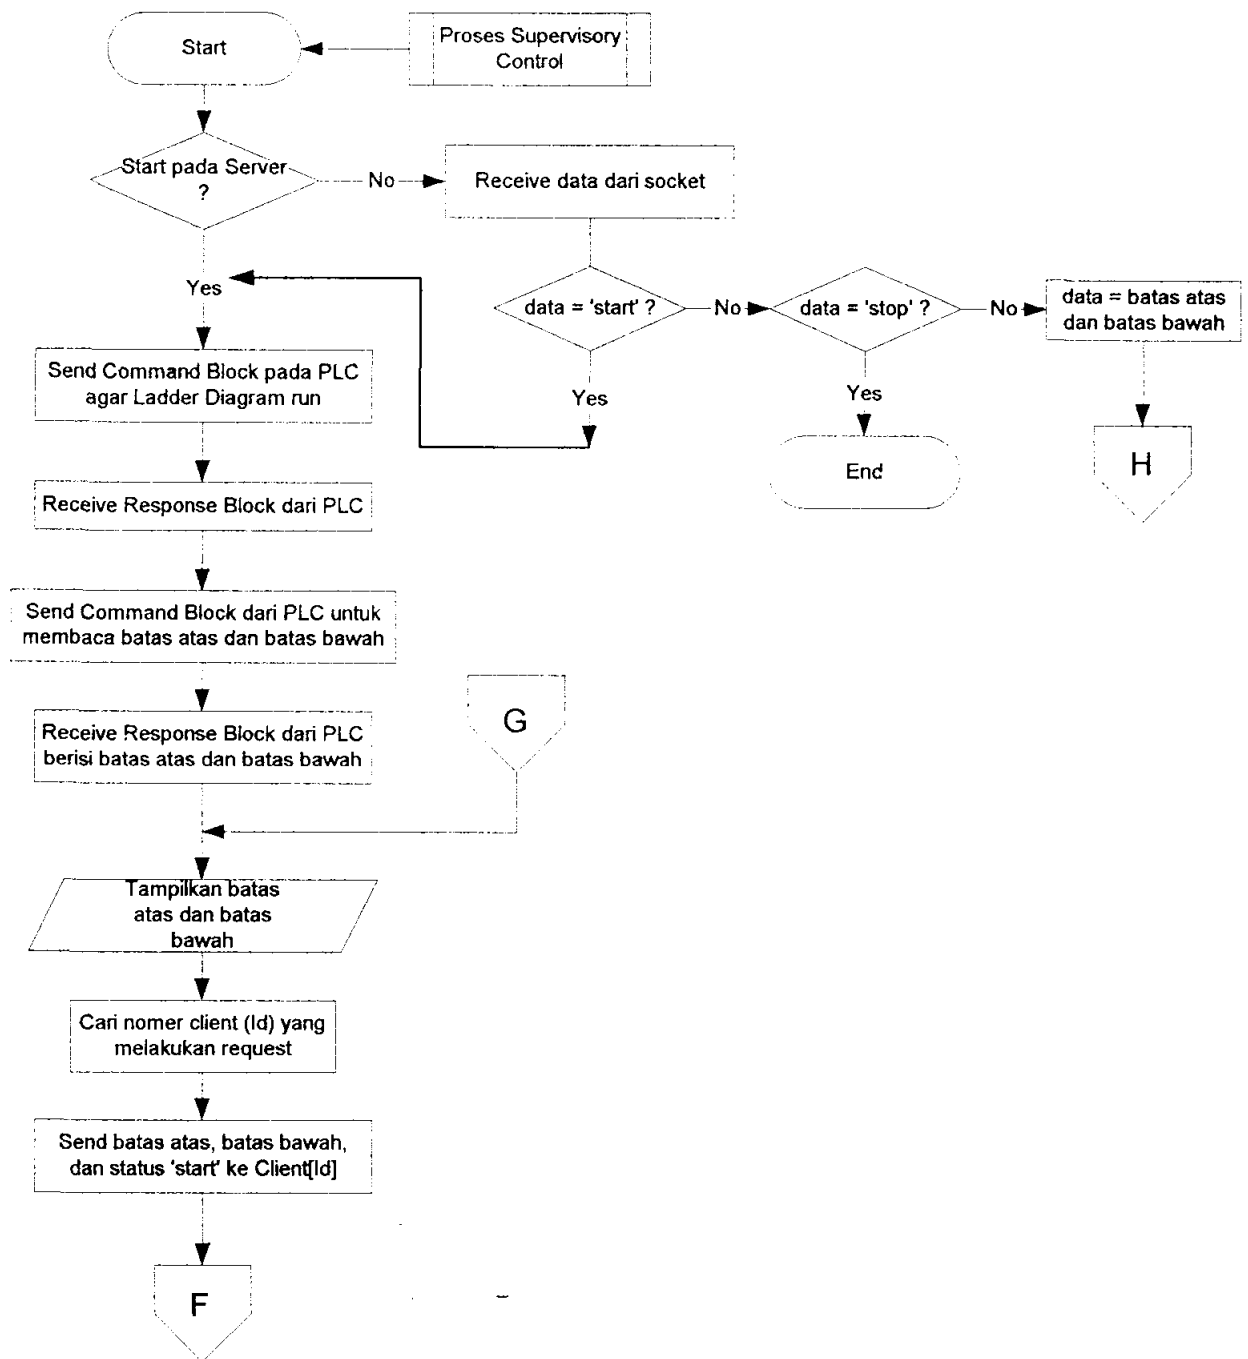 Start
Proses Supervisory
Control
Start pada Server
?
No
Receive data dari socket
Yes
data = 'start' ?
No
data = 'stop' ?
No
data = batas atas
dan batas bawah
Send Command Block pada PLC
agar Ladder Diagram run
Yes
Yes
End
H
Receive Response Block dari PLC
Send Command Block dari PLC untuk
membaca batas atas dan batas bawah
Receive Response Block dari PLC
berisi batas atas dan batas bawah
G
Tampilkan batas
atas dan batas
bawah
Cari nomer client (Id) yang
melakukan request
Send batas atas, batas bawah,
dan status 'start' ke Client[Id]
F